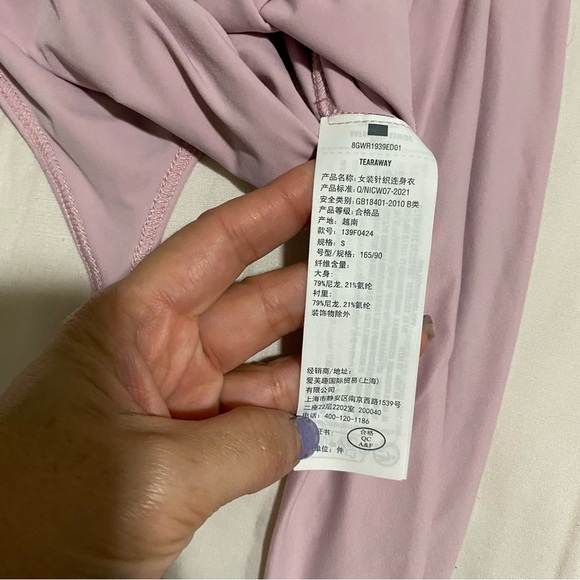 8GWR1939ED01
TEARAWAY
产品名称: 女装针织连身衣
产品标准: Q/NICW07-2021
安全类别: GB18401-2010 B类
产品等级: 合格品
产地: 越南
款号: 139F0424
规格: S
号型/规格: 165/90
纤维含量:
大身:
79%尼龙, 21%氨纶
衬里:
79%尼龙, 21%氨纶
装饰物除外
经销商/地址:
爱芙趣国际贸易(上海)
有限公司
上海市静安区南京西路1539号
二座22层2202室 200040
电话: 400-120-1186
证书:
合格
QC
A&F
单位: 件